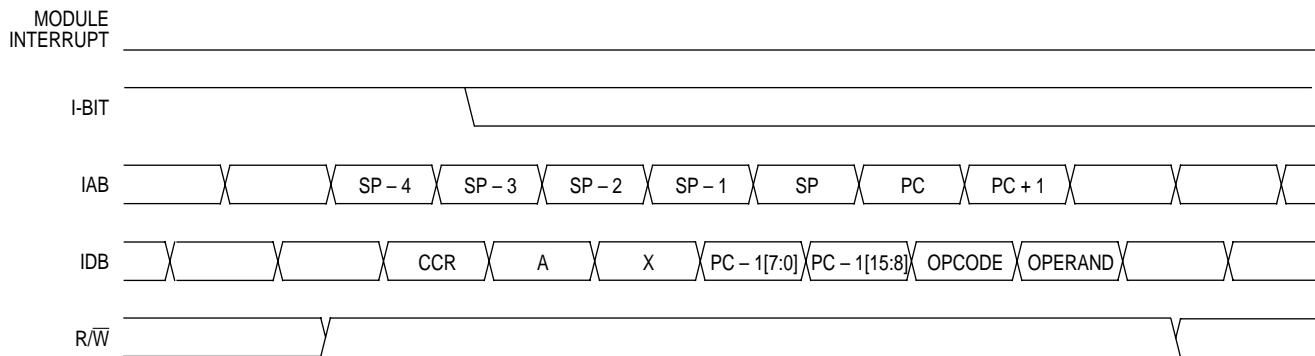 MODULE
INTERRUPT
I-BIT
IAB SP – 4 SP – 3 SP – 2 SP – 1 SP PC PC + 1
IDB CCR A X PC – 1[7:0] PC – 1[15:8] OPCODE OPERAND
R/W̅